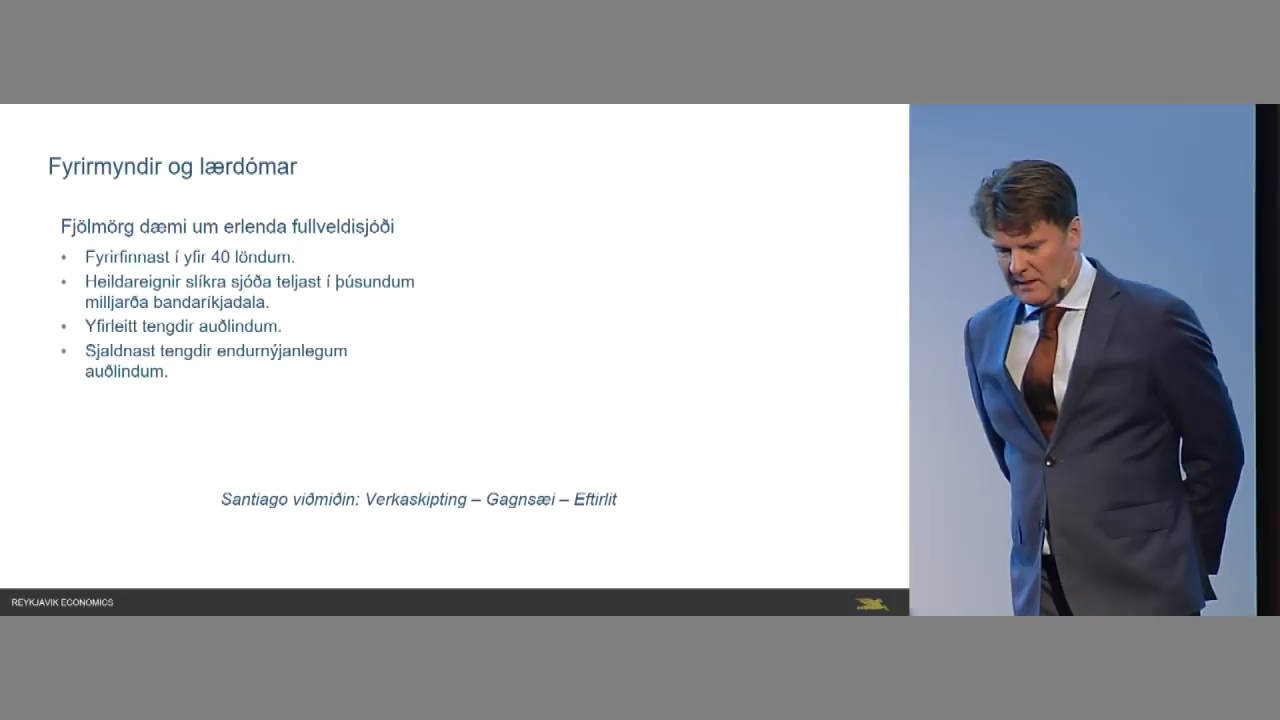 Fyrirmyndir og lærdómar
Fjölmörg dæmi um erlenda fullveldisjóði
• Fyrirfinnast í yfir 40 löndum.
• Heildareignir slíkra sjóða teljast í þúsundum
milljarða bandaríkjadala.
• Yfirleitt tengdir auðlindum.
• Sjaldnast tengdir endurnýjanlegum
auðlindum.
Santiago viðmiðin: Verkaskipting – Gagnsæi – Eftirlit
REYKJAVIK ECONOMICS